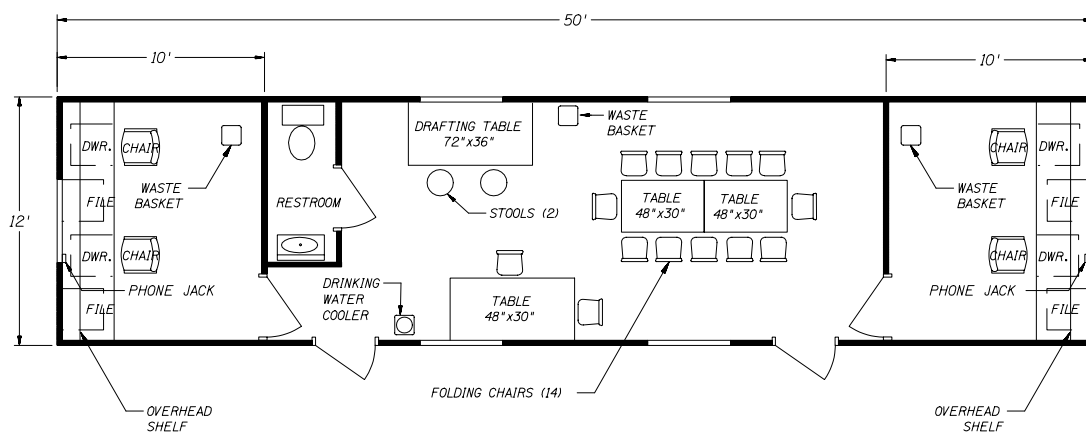 50'
10'
10'
12'
DRAFTING TABLE
72"x36"
WASTE
BASKET
DWR.
CHAIR
WASTE
BASKET
FILE
DWR.
CHAIR
FILE
PHONE JACK
RESTROOM
STOOLS (2)
TABLE
48"x30"
TABLE
48"x30"
DRINKING
WATER
COOLER
TABLE
48"x30"
FOLDING CHAIRS (14)
CHAIR
DWR.
WASTE
BASKET
FILE
CHAIR
DWR.
PHONE JACK
FILE
OVERHEAD
SHELF
OVERHEAD
SHELF